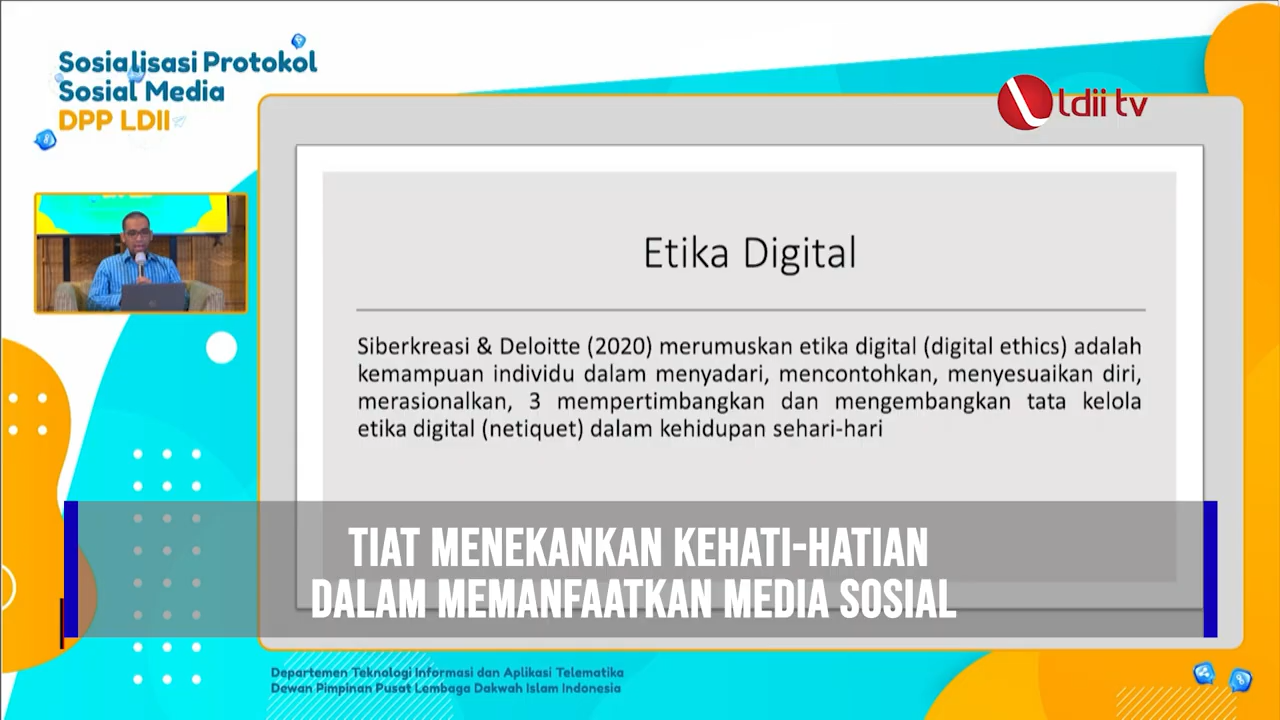 Sosialisasi Protokol
Sosial Media
DPP LDII
ldii tv
Etika Digital
Siberkreasi & Deloitte (2020) merumuskan etika digital (digital ethics) adalah
kemampuan individu dalam menyadari, mencontohkan, menyesuaikan diri,
merasionalkan, 3 mempertimbangkan dan mengembangkan tata kelola
etika digital (netiquet) dalam kehidupan sehari-hari
TIAT MENEKANKAN KEHATI-HATIAN
DALAM MEMANFAATKAN MEDIA SOSIAL
Departemen Teknologi Informasi dan Aplikasi Telematika
Dewan Pimpinan Pusat Lembaga Dakwah Islam Indonesia